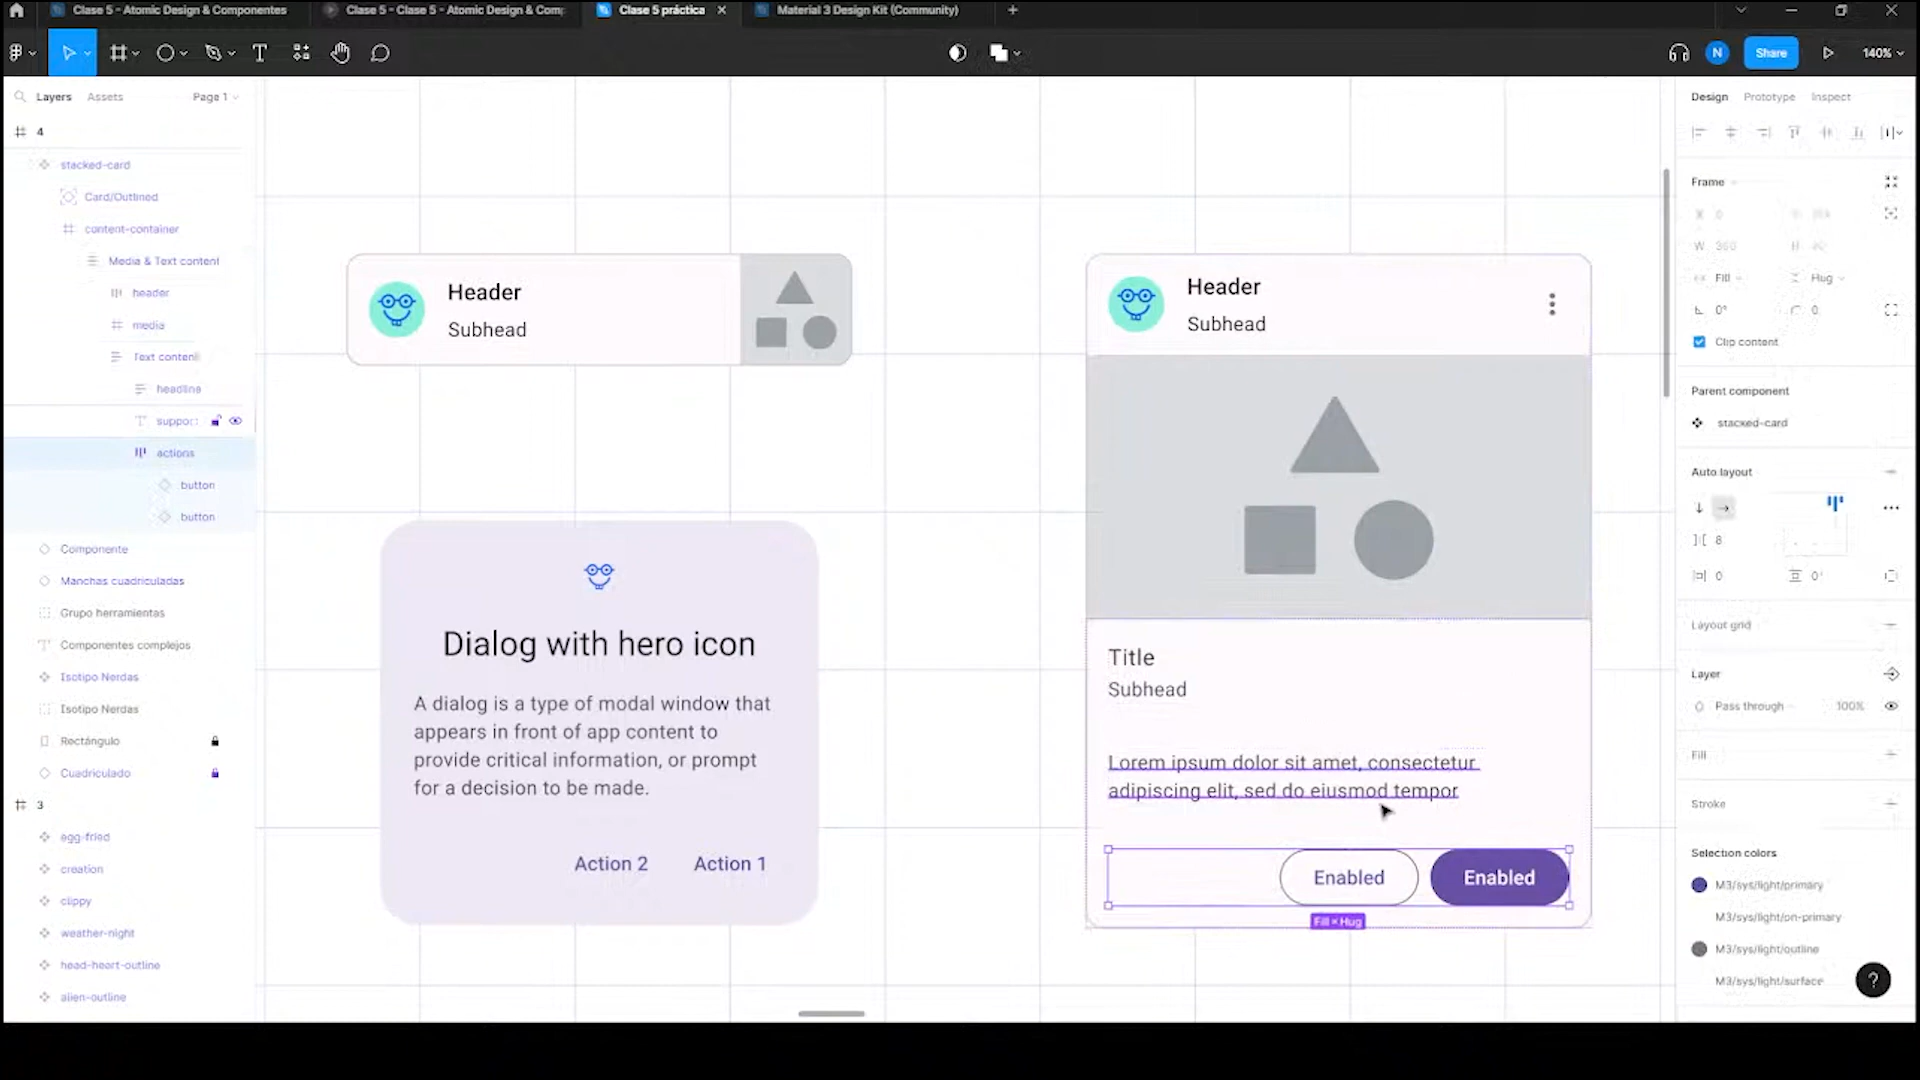 Clase 5 - Atomic Design & Componentes
Clase 5 - Clase 5 - Atomic Design & Com
Clase 5 práctica
Material 3 Design Kit (Community)
N
Share
140%
Layers
Assets
Page 1
4
stacked-card
Card/Outlined
content-container
Media & Text content
header
media
Text content
headline
support
actions
button
button
Componente
Manchas cuadriculadas
Grupo herramientas
Componentes complejos
Isotipo Nerdas
Isotipo Nerdas
Rectángulo
Cuadriculado
3
egg-fried
creation
clippy
weather-night
head-heart-outline
alien-outline
Header
Subhead
Dialog with hero icon
A dialog is a type of modal window that
appears in front of app content to
provide critical information, or prompt
for a decision to be made.
Action 2
Action 1
Header
Subhead
Title
Subhead
Lorem ipsum dolor sit amet, consectetur
adipiscing elit, sed do eiusmod tempor
Enabled
Enabled
Fill × Hug
Design
Prototype
Inspect
Frame
X 0
W 360
H
Fill
Hug
0°
0
Clip content
Parent component
stacked-card
Auto layout
8
0
0
Layout grid
Layer
Pass through
100%
Fill
Stroke
Selection colors
M3/sys/light/primary
M3/sys/light/on-primary
M3/sys/light/outline
M3/sys/light/surface
?